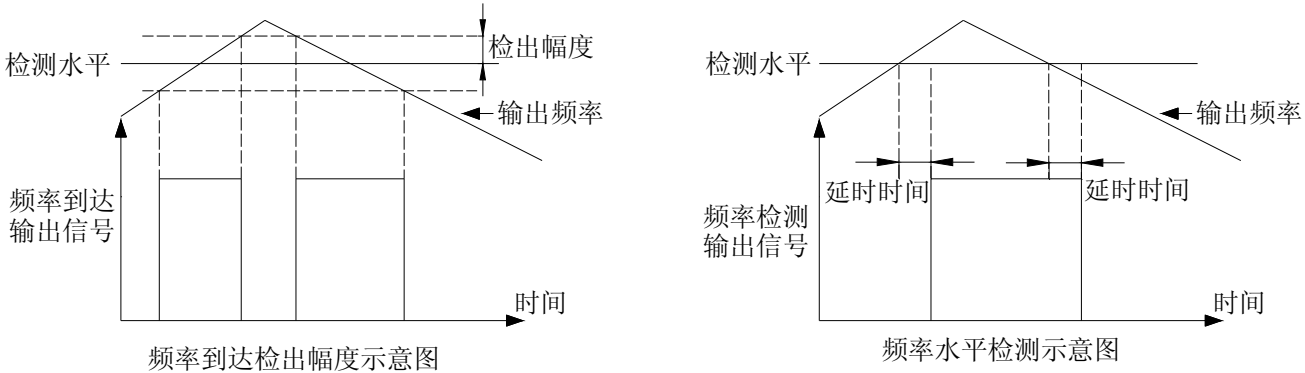 检测水平
检出幅度
输出频率
频率到达
输出信号
时间
频率到达检出幅度示意图
检测水平
输出频率
延时时间
延时时间
频率检测
输出信号
时间
频率水平检测示意图